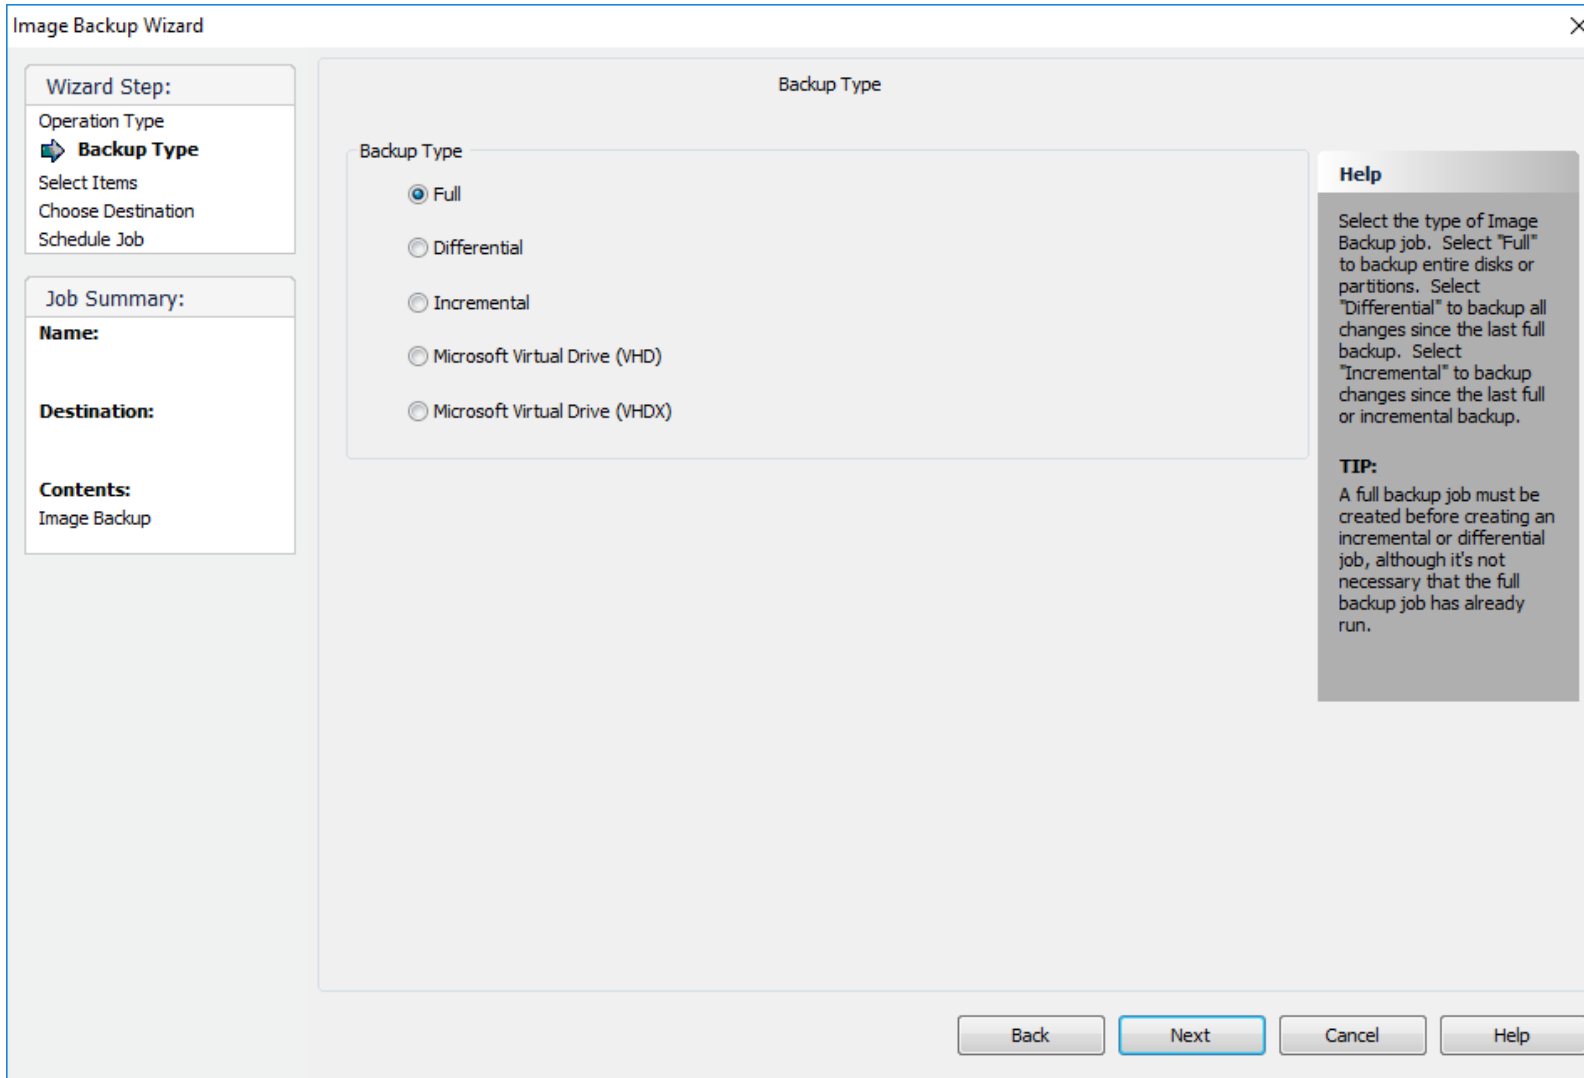 Image Backup Wizard
Wizard Step:
Operation Type
Backup Type
Select Items
Choose Destination
Schedule Job
Job Summary:
Name:
Destination:
Contents:
Image Backup
Backup Type
Backup Type
Full
Differential
Incremental
Microsoft Virtual Drive (VHD)
Microsoft Virtual Drive (VHDX)
Help
Select the type of Image
Backup job.  Select "Full"
to backup entire disks or
partitions.  Select
"Differential" to backup all
changes since the last full
backup.  Select
"Incremental" to backup
changes since the last full
or incremental backup.
TIP:
A full backup job must be
created before creating an
incremental or differential
job, although it's not
necessary that the full
backup job has already
run.
Back
Next
Cancel
Help